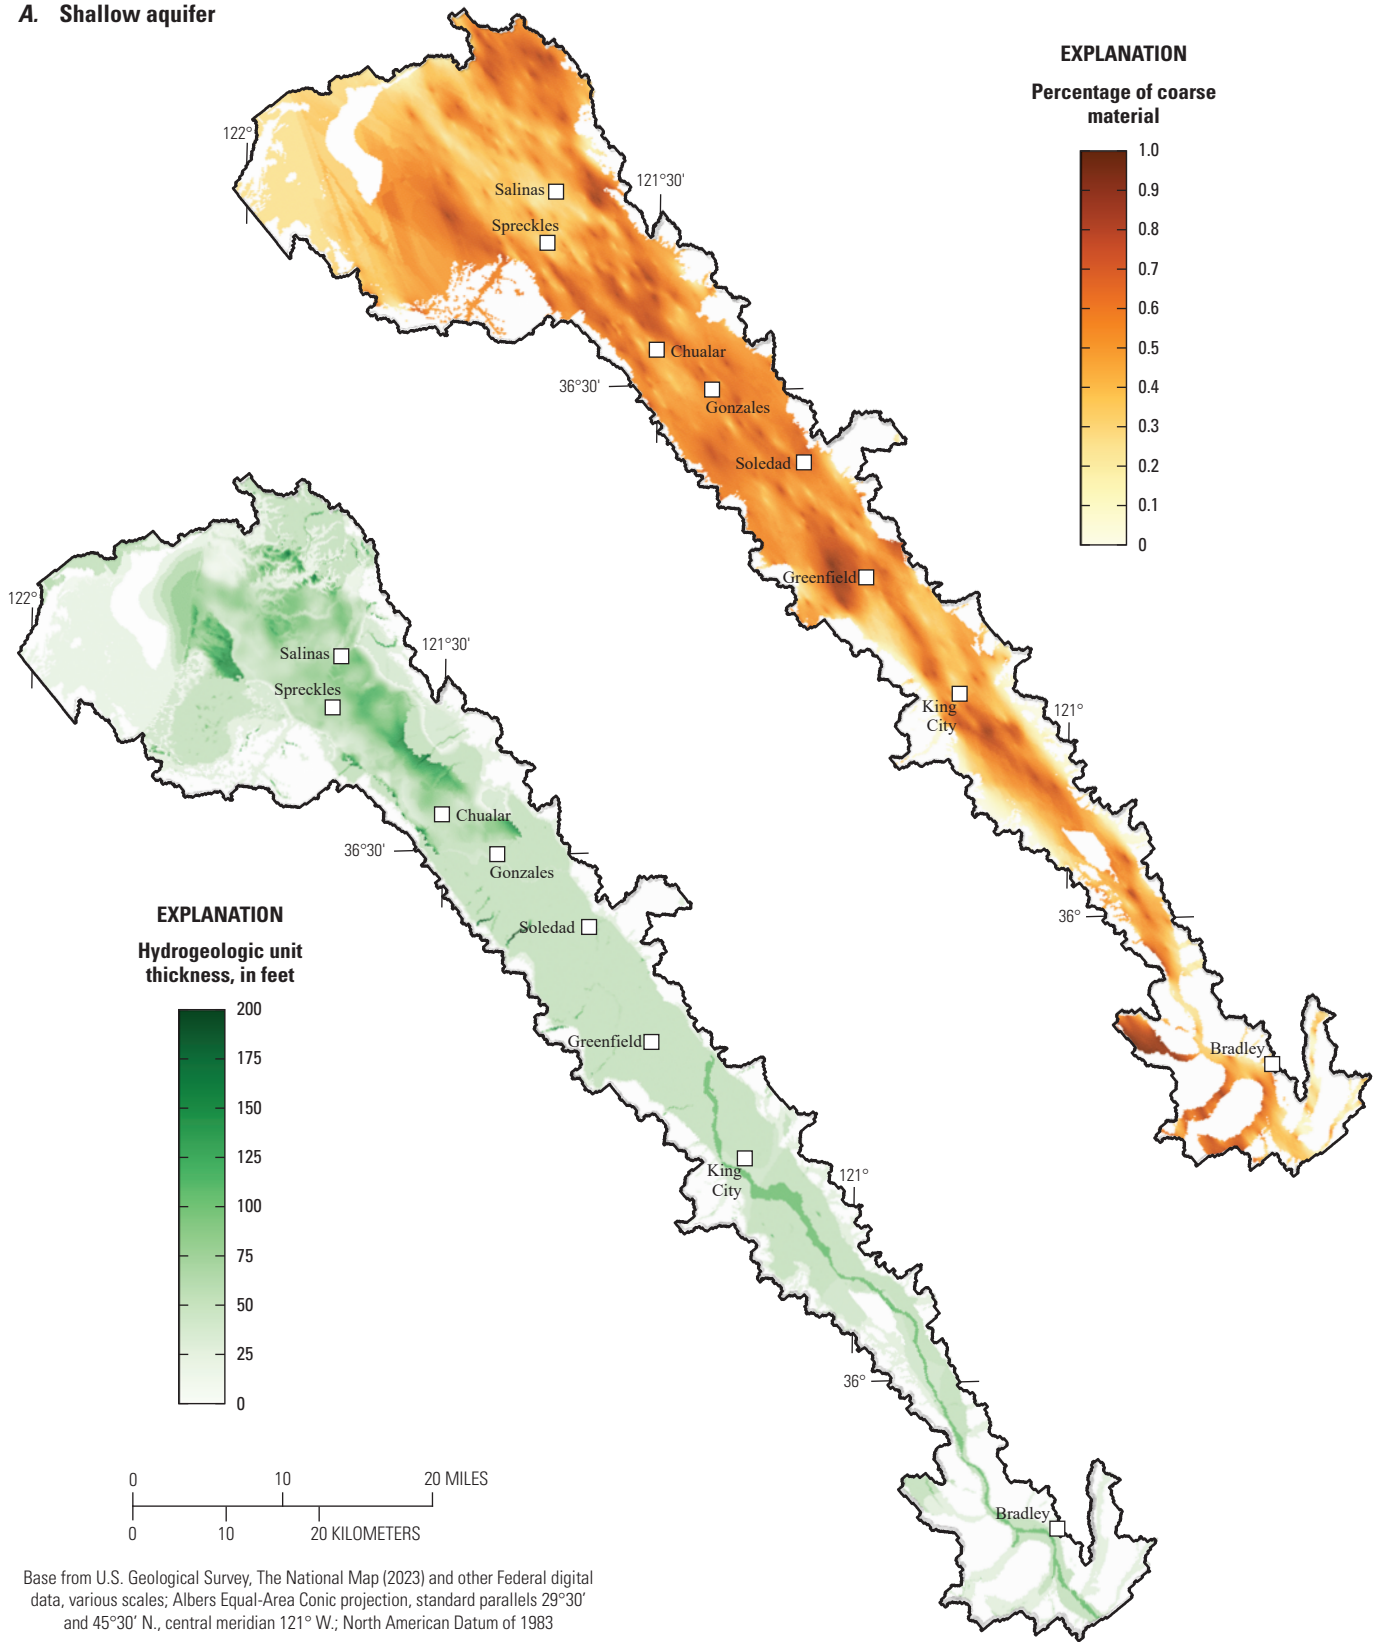 A. Shallow aquifer
EXPLANATION
Percentage of coarse
material
1.0
0.9
0.8
0.7
0.6
0.5
0.4
0.3
0.2
0.1
0
122°
121°30'
Salinas
Spreckles
Chualar
36°30'
Gonzales
Soledad
Greenfield
King
City
121°
36°
Bradley
122°
121°30'
Salinas
Spreckles
Chualar
36°30'
Gonzales
Soledad
Greenfield
King
City
121°
36°
Bradley
EXPLANATION
Hydrogeologic unit
thickness, in feet
200
175
150
125
100
75
50
25
0
0 10 20 MILES
0 10 20 KILOMETERS
Base from U.S. Geological Survey, The National Map (2023) and other Federal digital
data, various scales; Albers Equal-Area Conic projection, standard parallels 29°30′
and 45°30′ N., central meridian 121° W.; North American Datum of 1983